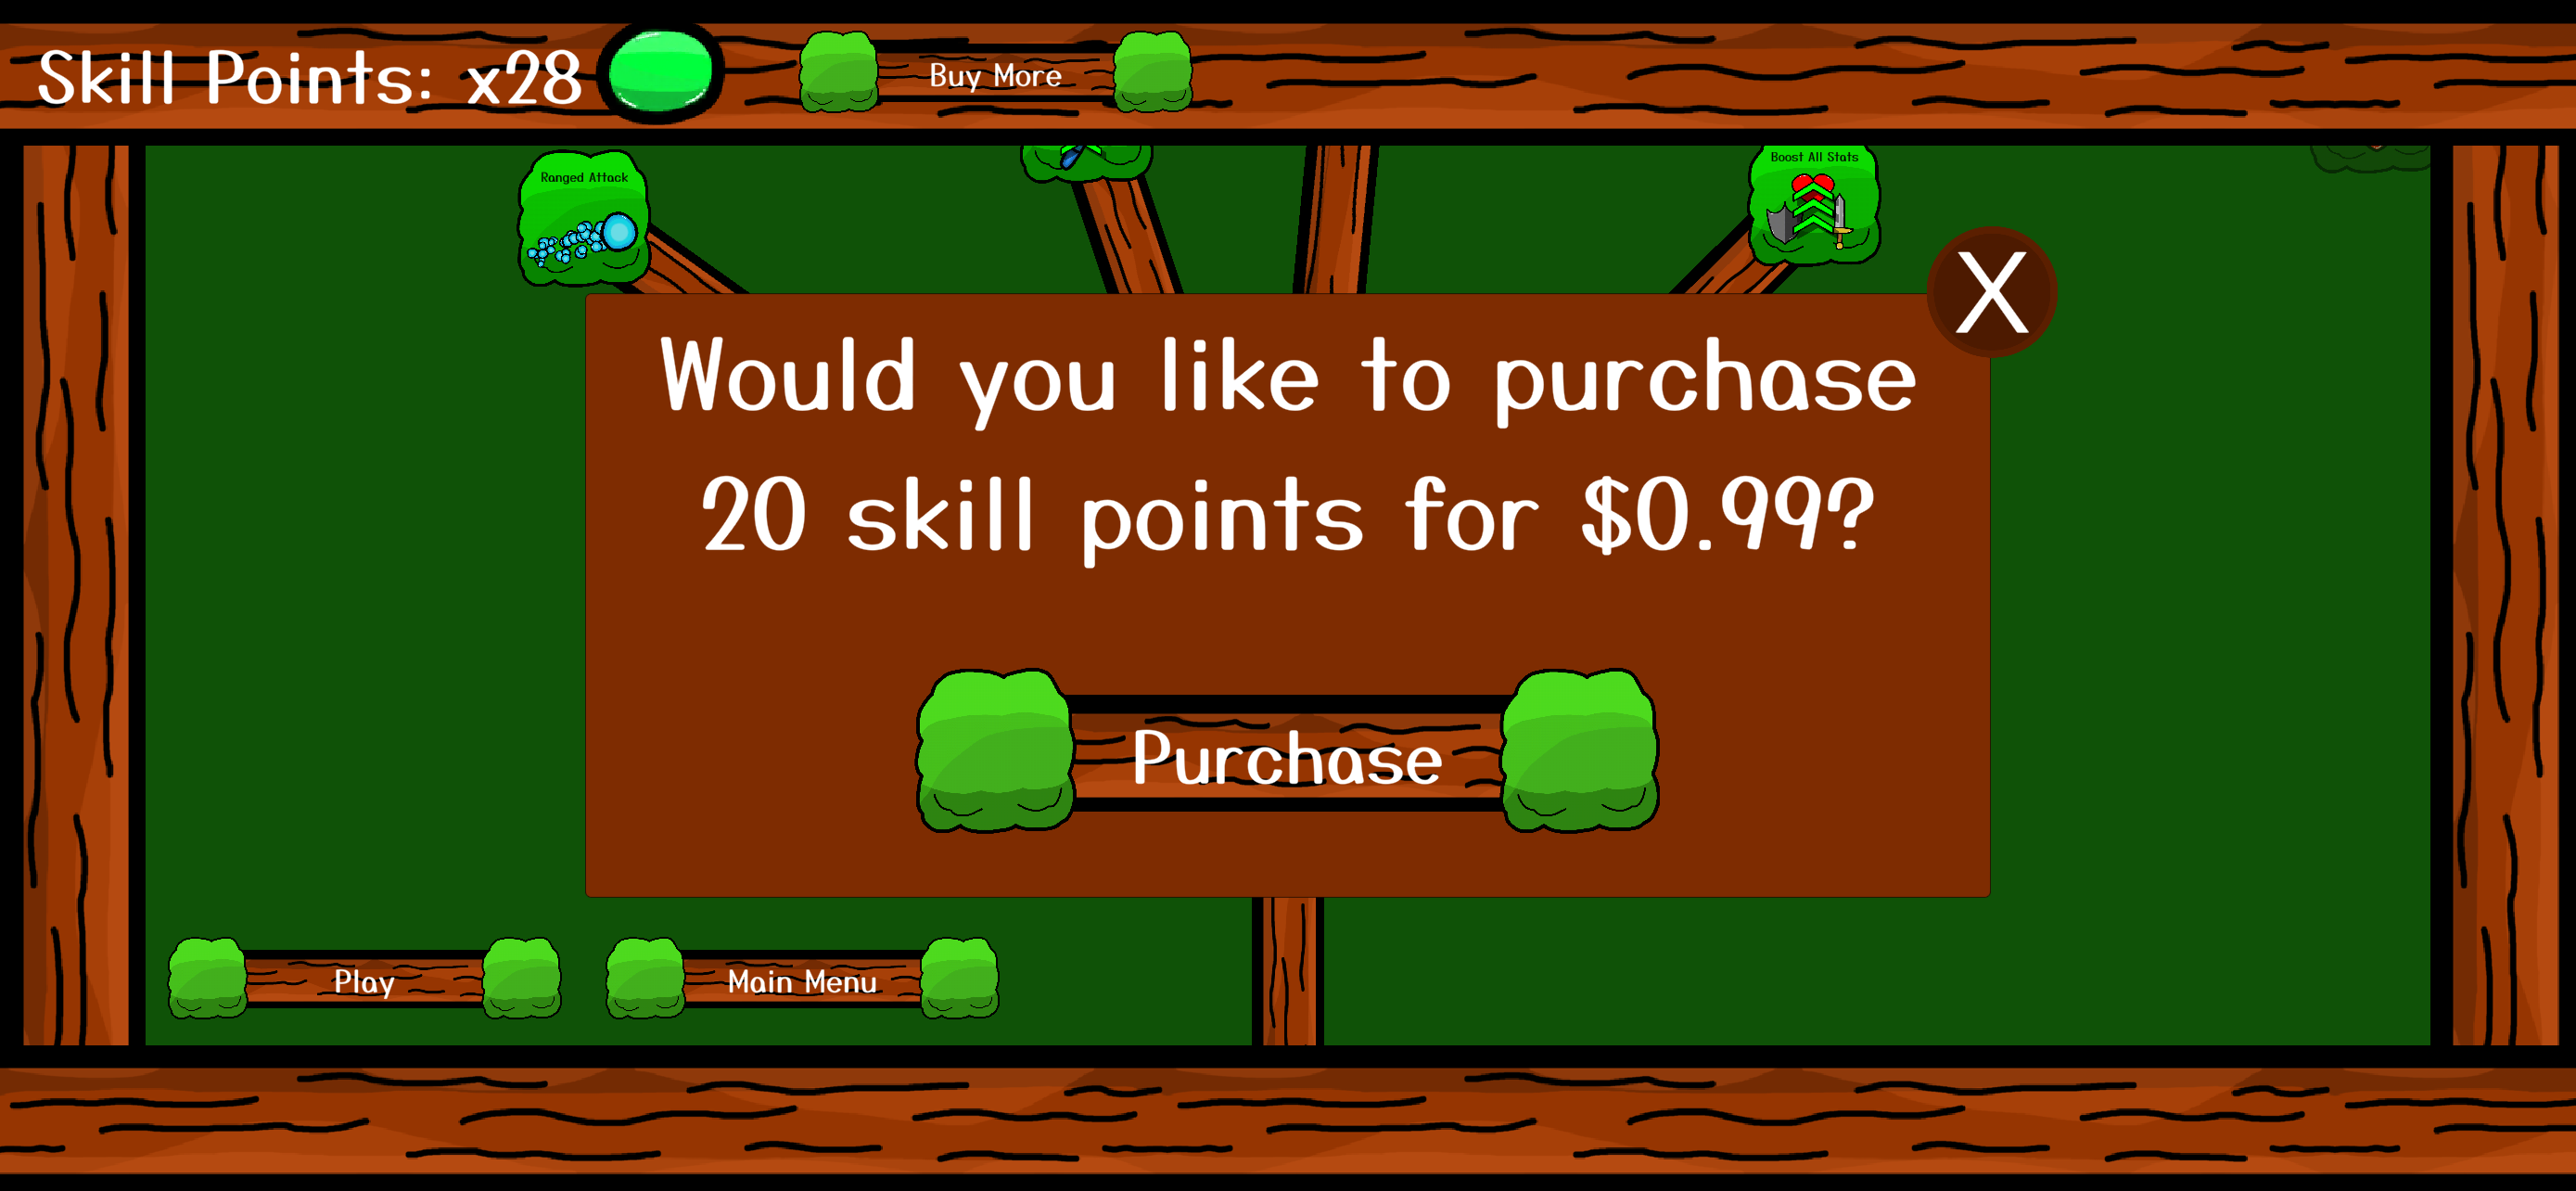 Skill Points: x28
Buy More
Ranged Attack
Boost All Stats
X
Would you like to purchase
20 skill points for $0.99?
Purchase
Play
Main Menu